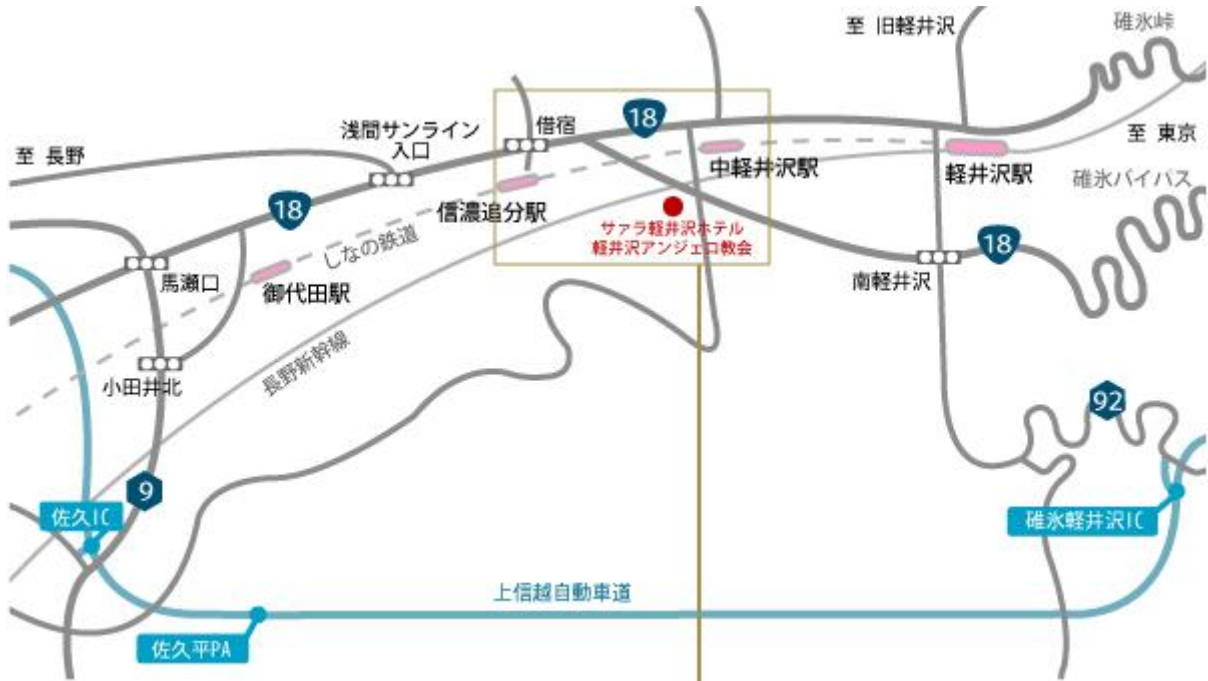 碓氷峠
至 旧軽井沢
18
借宿
浅間サンライン
入口
至 東京
至 長野
中軽井沢駅
軽井沢駅
碓氷バイパス
信濃追分駅
18
サァラ軽井沢ホテル
軽井沢アンジェロ教会
しなの鉄道
18
馬瀬口
御代田駅
南軽井沢
長野新幹線
小田井北
92
9
佐久IC
碓氷軽井沢IC
上信越自動車道
佐久平PA